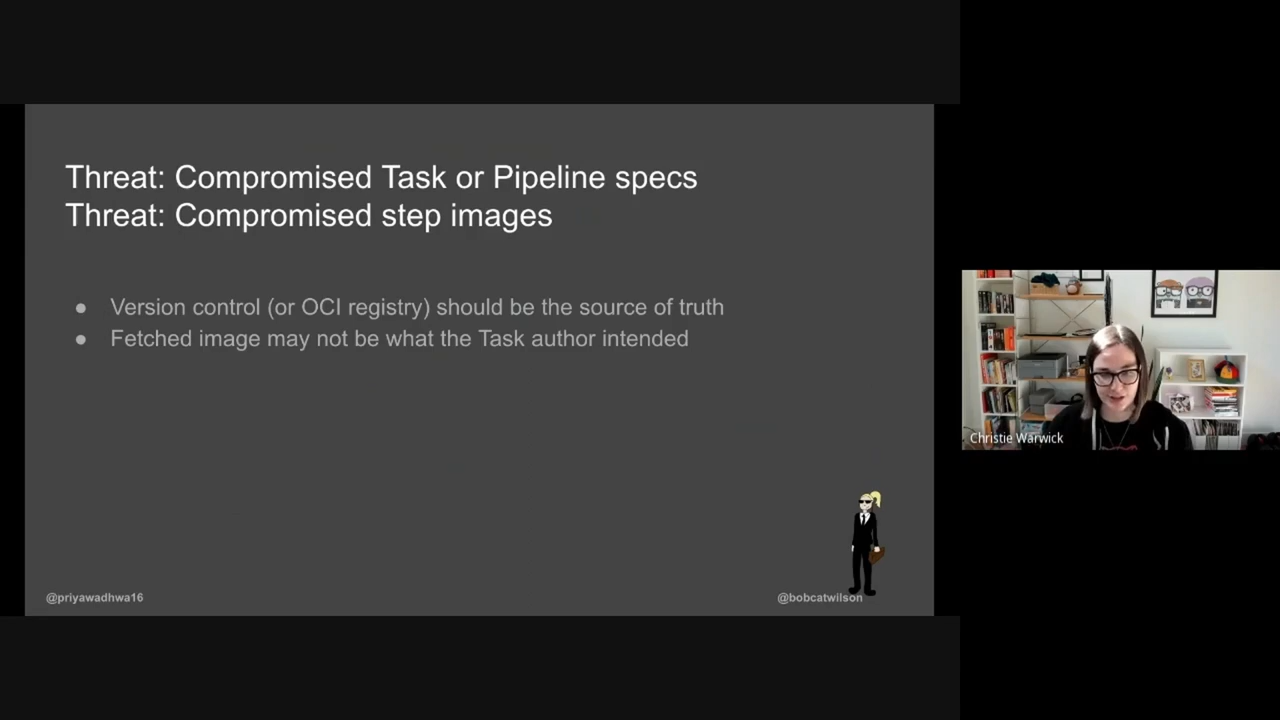 Threat: Compromised Task or Pipeline specs
Threat: Compromised step images
● Version control (or OCI registry) should be the source of truth
● Fetched image may not be what the Task author intended
@priyawadhwa16
@bobcatwilson
Christie Warwick